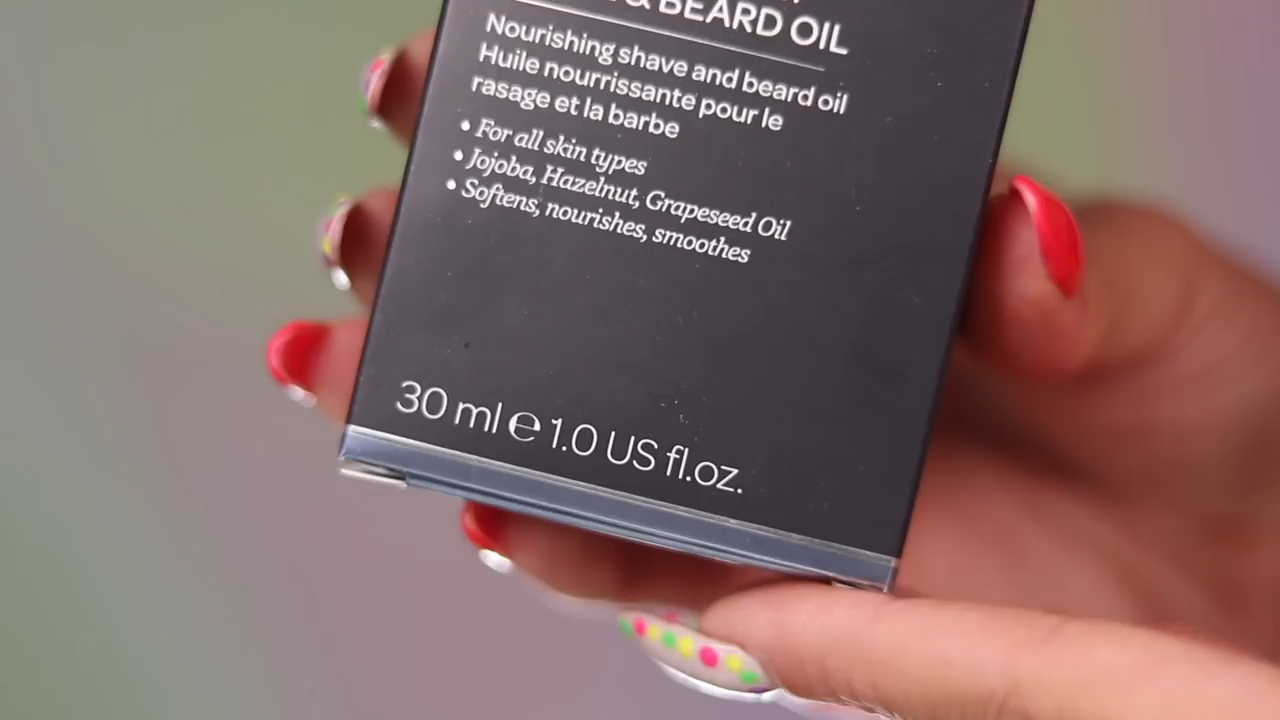 & BEARD OIL
Nourishing shave and beard oil
Huile nourrissante pour le
rasage et la barbe
• For all skin types
• Jojoba, Hazelnut, Grapeseed Oil
• Softens, nourishes, smoothes
30 ml ℮ 1.0 US fl.oz.